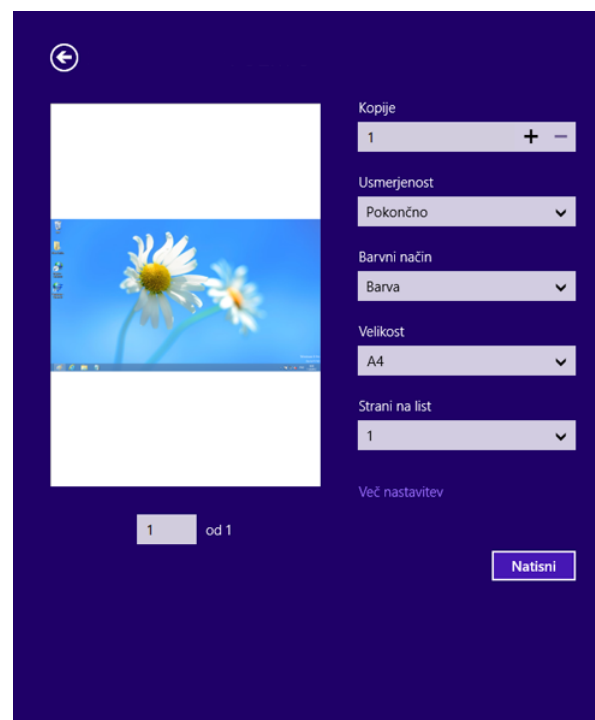 Kopije
1
Usmerjenost
Pokončno
Barvni način
Barva
Velikost
A4
Strani na list
1
Več nastavitev
1 od 1
Natisni